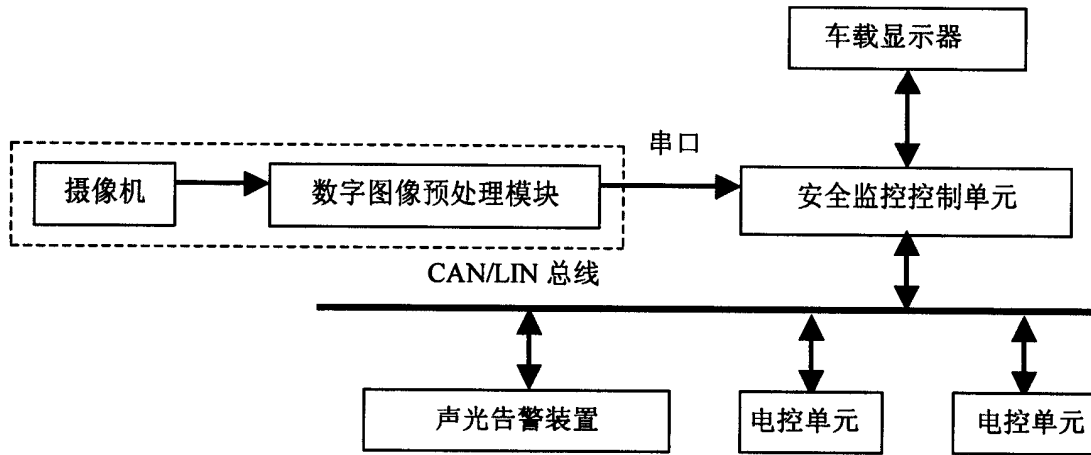 车载显示器
串口
摄像机
数字图像预处理模块
安全监控控制单元
CAN/LIN 总线
声光告警装置
电控单元
电控单元